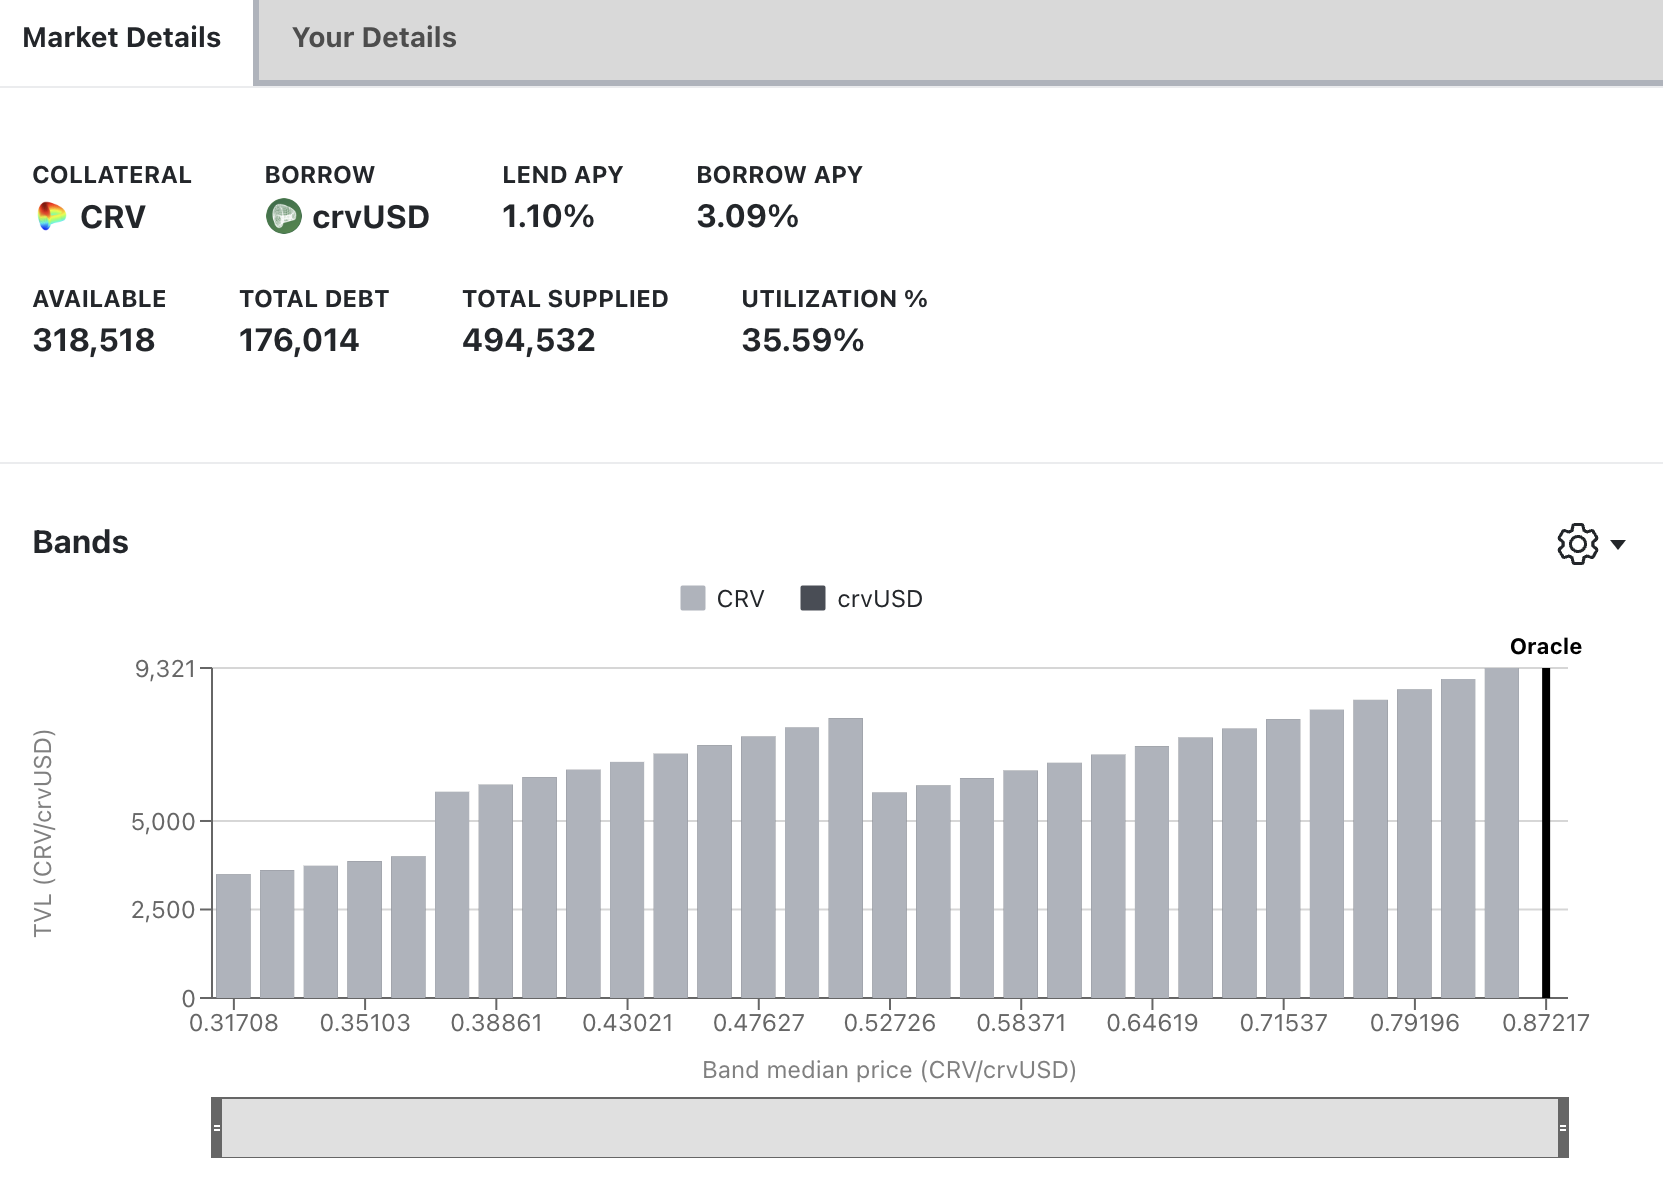 Market Details Your Details
COLLATERAL BORROW LEND APY BORROW APY
CRV crvUSD 1.10% 3.09%
AVAILABLE TOTAL DEBT TOTAL SUPPLIED UTILIZATION %
318,518 176,014 494,532 35.59%
Bands
CRV crvUSD
Oracle
9,321
5,000
2,500
0
TVL (CRV/crvUSD)
0.31708 0.35103 0.38861 0.43021 0.47627 0.52726 0.58371 0.64619 0.71537 0.79196 0.87217
Band median price (CRV/crvUSD)